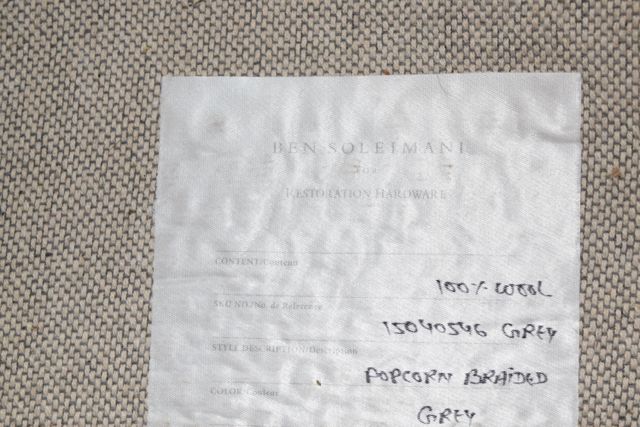 BEN SOLEIMANI
FOR
RESTORATION HARDWARE
CONTENT/Contenu
100% WOOL
SKU NO./No. de Reference
15040546 GREY
STYLE DESCRIPTION/Description
POPCORN BRAIDED
COLOR/Couleur
GREY